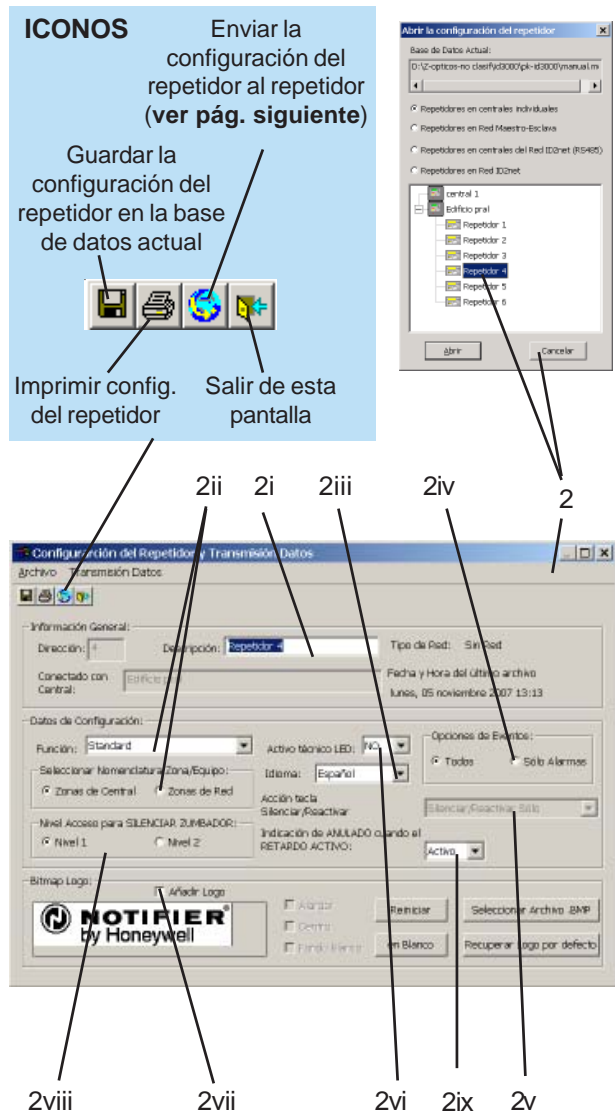 ICONOS
Enviar la
configuración del
repetidor al repetidor
(ver pág. siguiente)
Guardar la
configuración del
repetidor en la base
de datos actual
Imprimir config.
del repetidor
Salir de esta
pantalla
Abrir la configuración del repetidor
Base de Datos Actual:
Repetidores en centrales individuales
Repetidores en Red Maestro-Esclava
Repetidores en centrales del Red ID2net (RS485)
Repetidores en Red ID2net
central 1
Edificio pral
Repetidor 1
Repetidor 2
Repetidor 3
Repetidor 4
Repetidor 5
Repetidor 6
Abrir
Cancelar
2ii
2i
2iii
2iv
2
Configuración del Repetidor y Transmisión Datos
Archivo Transmisión Datos
Información General:
Dirección: 4
Descripción: Repetidor 4
Tipo de Red: Sin Red
Conectado con
Central:
Edificio pral
Fecha y Hora del último archivo
lunes, 05 noviembre 2007 13:13
Datos de Configuración:
Función: Standard
Activo técnico LED: NO
Opciones de Eventos:
Todos
Sólo Alarmas
Seleccionar Nomenclatura Zona/Equipo:
Zonas de Central
Zonas de Red
Idioma: Español
Acción tecla
Silenciar/Reactivar
Silenciar/Reactivar Sólo
Nivel Acceso para SILENCIAR ZUMBADOR:
Nivel 1
Nivel 2
Indicación de ANULADO cuando el
RETARDO ACTIVO:
Activo
Bitmap Logo:
Añadir Logo
NOTIFIER
by Honeywell
Centro
Reiniciar
Seleccionar Archivo .BMP
en Blanco
Recuperar Logo por defecto
2viii
2vii
2vi
2ix
2v